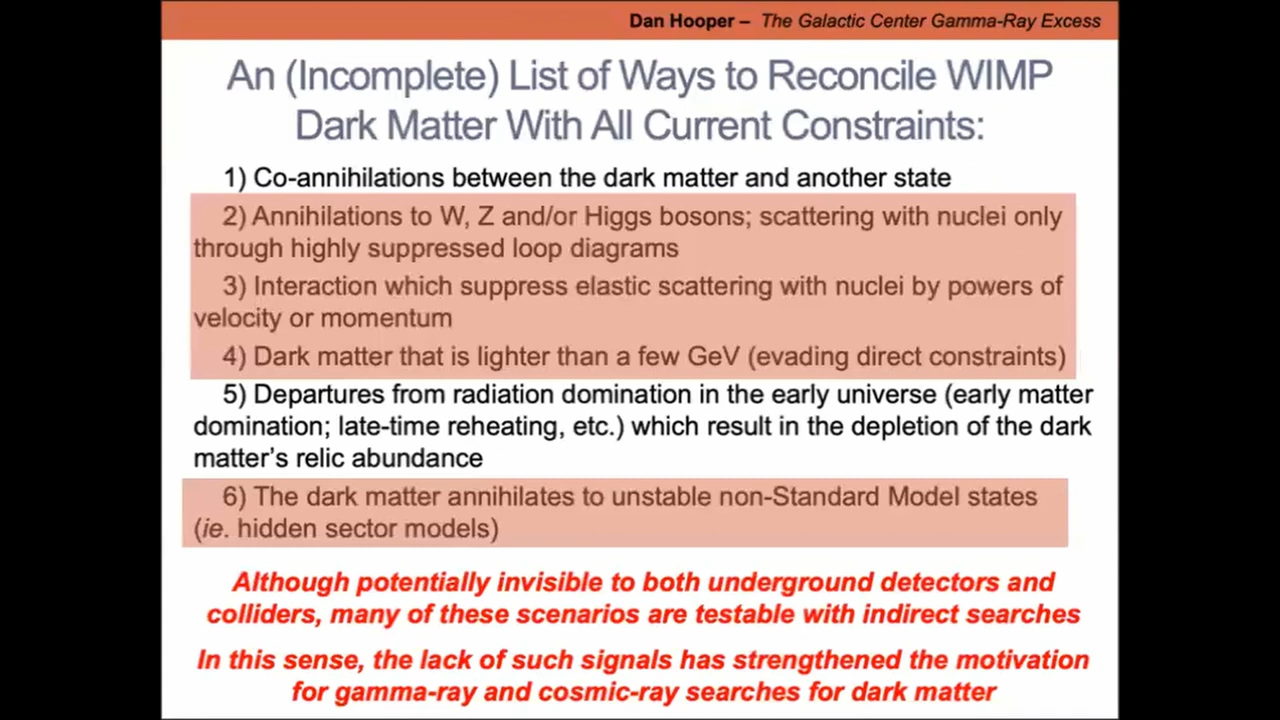 Dan Hooper – The Galactic Center Gamma-Ray Excess
An (Incomplete) List of Ways to Reconcile WIMP
Dark Matter With All Current Constraints:
1) Co-annihilations between the dark matter and another state
2) Annihilations to W, Z and/or Higgs bosons; scattering with nuclei only
through highly suppressed loop diagrams
3) Interaction which suppress elastic scattering with nuclei by powers of
velocity or momentum
4) Dark matter that is lighter than a few GeV (evading direct constraints)
5) Departures from radiation domination in the early universe (early matter
domination; late-time reheating, etc.) which result in the depletion of the dark
matter’s relic abundance
6) The dark matter annihilates to unstable non-Standard Model states
(ie. hidden sector models)
Although potentially invisible to both underground detectors and
colliders, many of these scenarios are testable with indirect searches
In this sense, the lack of such signals has strengthened the motivation
for gamma-ray and cosmic-ray searches for dark matter